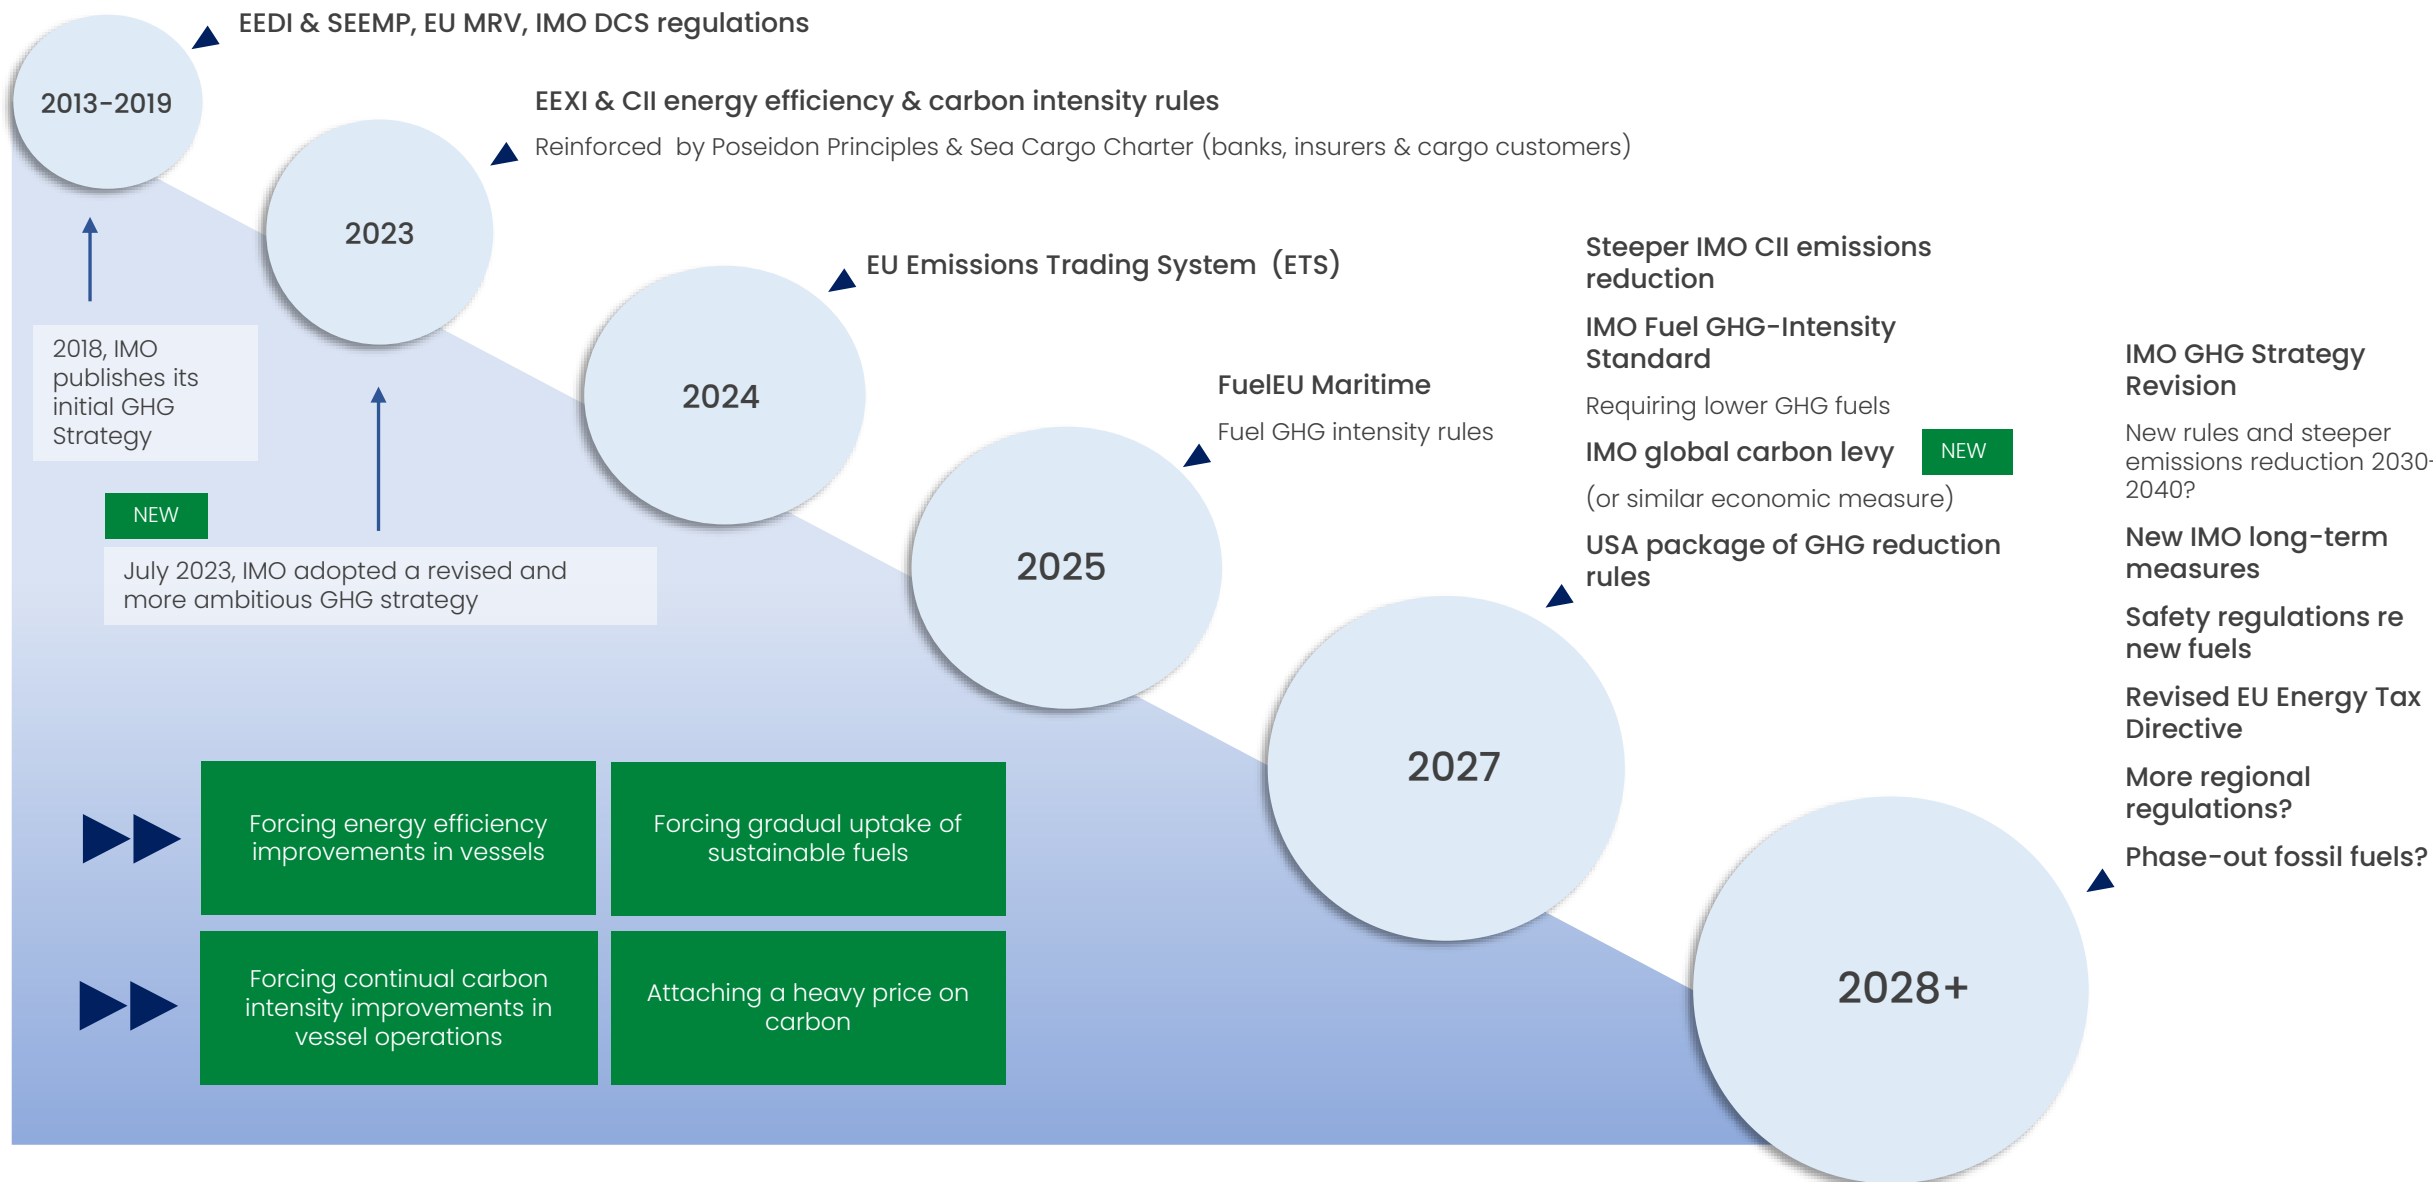 EEDI & SEEMP, EU MRV, IMO DCS regulations
2013-2019
EEXI & CII energy efficiency & carbon intensity rules
Reinforced by Poseidon Principles & Sea Cargo Charter (banks, insurers & cargo customers)
2023
EU Emissions Trading System (ETS)
2024
2018, IMO
publishes its
initial GHG
Strategy
NEW
July 2023, IMO adopted a revised and
more ambitious GHG strategy
FuelEU Maritime
Fuel GHG intensity rules
2025
Steeper IMO CII emissions
reduction
IMO Fuel GHG-Intensity
Standard
Requiring lower GHG fuels
IMO global carbon levy
NEW
(or similar economic measure)
USA package of GHG reduction
rules
2027
IMO GHG Strategy
Revision
New rules and steeper
emissions reduction 2030-
2040?
New IMO long-term
measures
Safety regulations re
new fuels
Revised EU Energy Tax
Directive
More regional
regulations?
Phase-out fossil fuels?
2028+
Forcing energy efficiency
improvements in vessels
Forcing gradual uptake of
sustainable fuels
Forcing continual carbon
intensity improvements in
vessel operations
Attaching a heavy price on
carbon